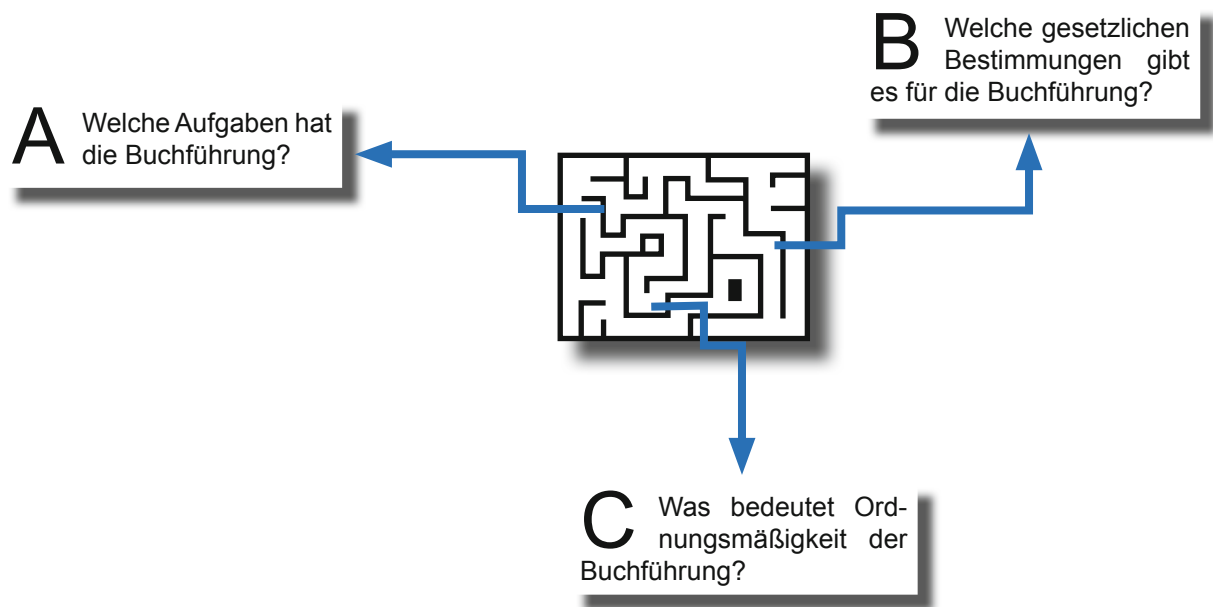 A Welche Aufgaben hat
die Buchführung?
B Welche gesetzlichen
Bestimmungen gibt
es für die Buchführung?
C Was bedeutet Ord-
nungsmäßigkeit der
Buchführung?